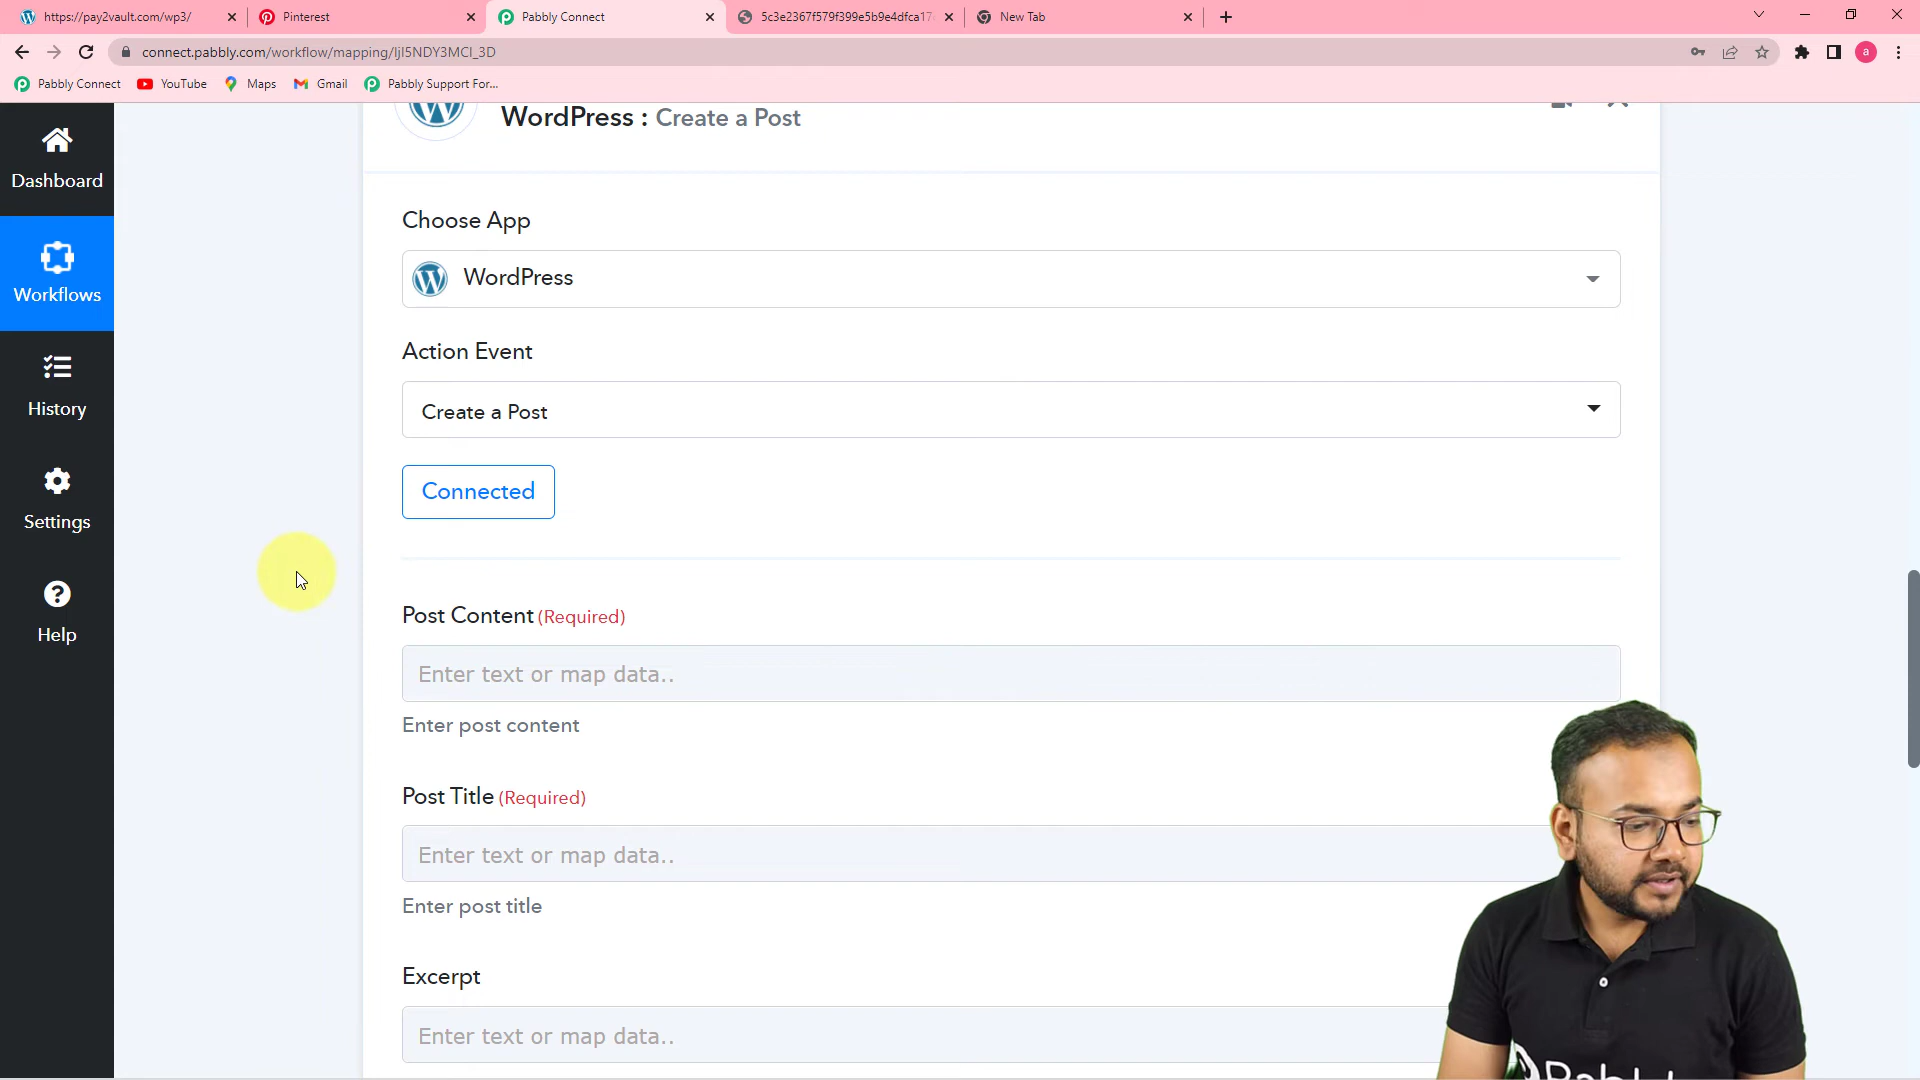 https://pay2vault.com/wp3/
Pinterest
Pabbly Connect
5c3e2367f579f399e5b9e4dfca17
New Tab
connect.pabbly.com/workflow/mapping/IjI5NDY3MCI_3D
a
Pabbly Connect
YouTube
Maps
Gmail
Pabbly Support For...
WordPress : Create a Post
Dashboard
Choose App
WordPress
Workflows
Action Event
Create a Post
History
Connected
Settings
Post Content (Required)
Help
Enter text or map data..
Enter post content
Post Title (Required)
Enter text or map data..
Enter post title
Excerpt
Enter text or map data..